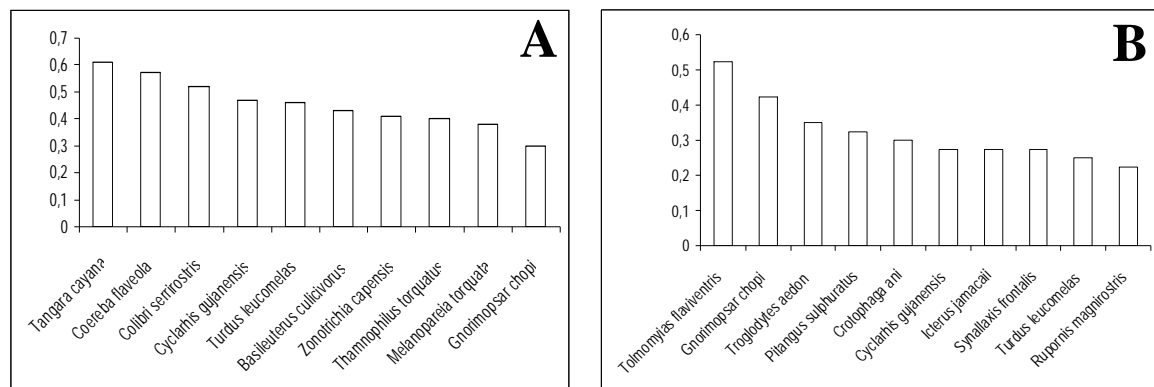 A
0,7
0,6
0,5
0,4
0,3
0,2
0,1
0
Tangara cayana
Coereba flaveola
Colibri serrirostris
Cyclarhis gujanensis
Turdus leucomelas
Basileuterus culicivorus
Zonotrichia capensis
Thamnophilus torquatus
Melanopareia torquata
Gnorimopsar chopi
B
0,6
0,5
0,4
0,3
0,2
0,1
0
Tolmomyias flaviventris
Gnorimopsar chopi
Troglodytes aedon
Pitangus sulphuratus
Crotophaga ani
Cyclarhis gujanensis
Icterus jamacaii
Synallaxis frontalis
Turdus leucomelas
Rupornis magnirostris